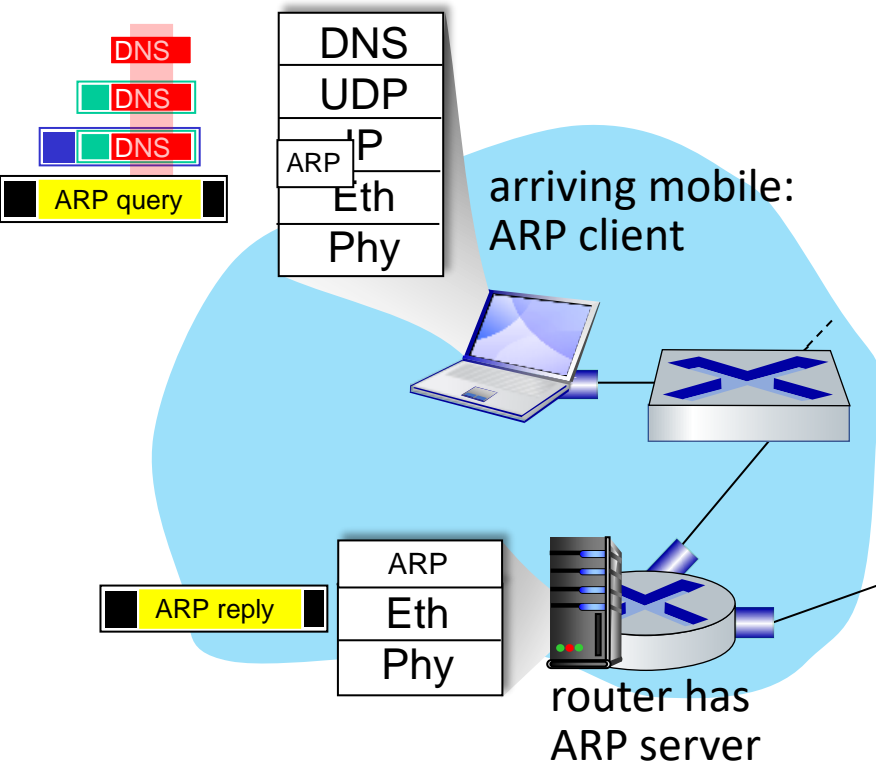 DNS
DNS
DNS
ARP query
DNS
UDP
IP
ARP
Eth
Phy
arriving mobile:
ARP client
ARP reply
ARP
Eth
Phy
router has
ARP server